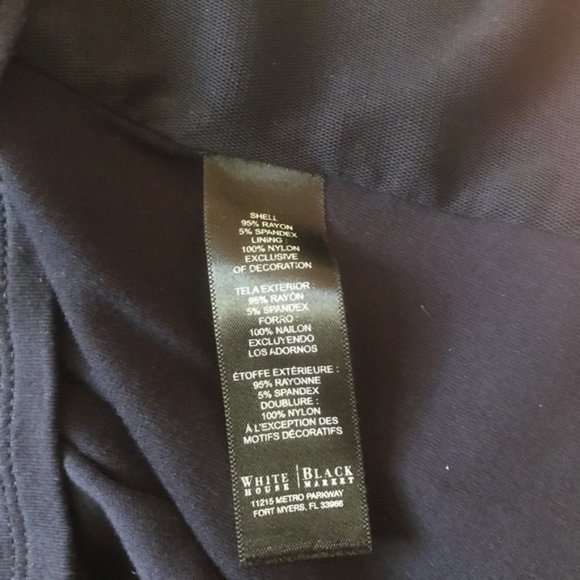 SHELL
95% RAYON
5% SPANDEX
LINING :
100% NYLON
EXCLUSIVE
OF DECORATION
TELA EXTERIOR :
95% RAYÓN
5% SPANDEX
FORRO :
100% NAILON
EXCLUYENDO
LOS ADORNOS
ÉTOFFE EXTÉRIEURE :
95% RAYONNE
5% SPANDEX
DOUBLURE :
100% NYLON
À L'EXCEPTION DES
MOTIFS DÉCORATIFS
WHITE | BLACK
HOUSE | MARKET
11215 METRO PARKWAY
FORT MYERS, FL 33966